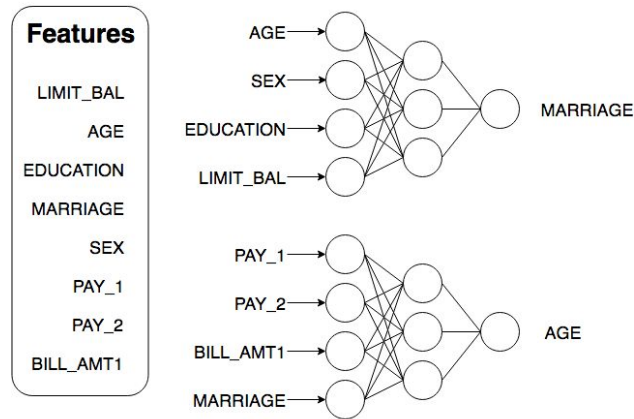 Features
LIMIT_BAL
AGE
EDUCATION
MARRIAGE
SEX
PAY_1
PAY_2
BILL_AMT1
AGE
SEX
EDUCATION
LIMIT_BAL
MARRIAGE
PAY_1
PAY_2
BILL_AMT1
MARRIAGE
AGE